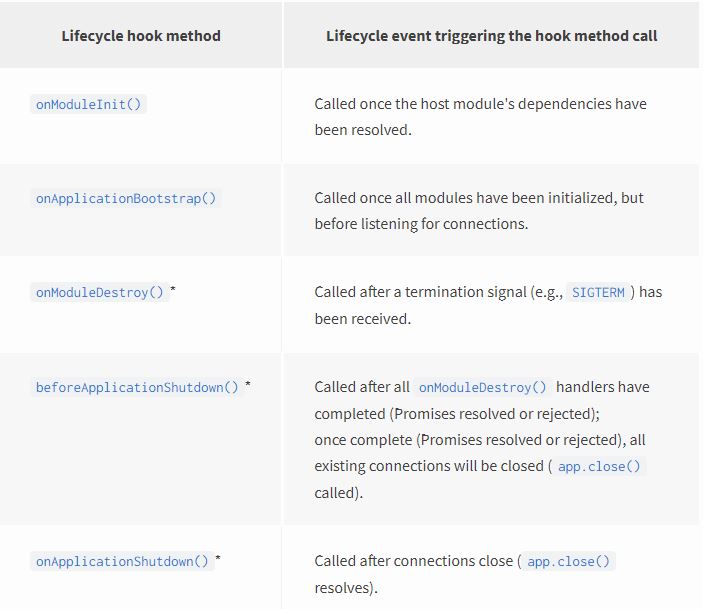 Lifecycle hook method
Lifecycle event triggering the hook method call
onModuleInit()
Called once the host module's dependencies have
been resolved.
onApplicationBootstrap()
Called once all modules have been initialized, but
before listening for connections.
onModuleDestroy() *
Called after a termination signal (e.g., SIGTERM ) has
been received.
beforeApplicationShutdown() *
Called after all onModuleDestroy() handlers have
completed (Promises resolved or rejected);
once complete (Promises resolved or rejected), all
existing connections will be closed ( app.close()
called).
onApplicationShutdown() *
Called after connections close ( app.close()
resolves).